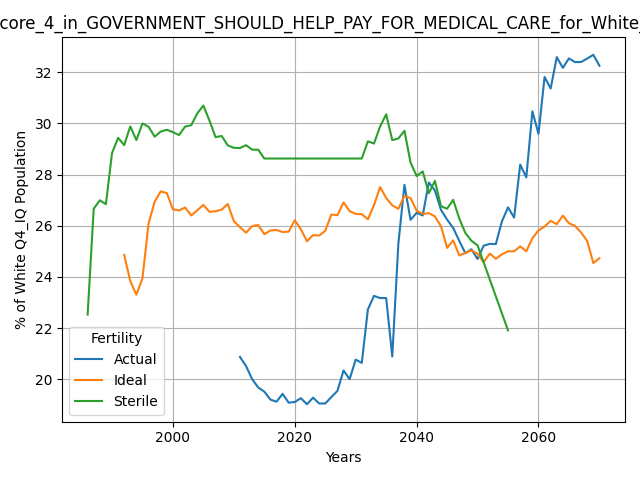 core_4_in_GOVERNMENT_SHOULD_HELP_PAY_FOR_MEDICAL_CARE_for_White_
% of White Q4_IQ Population
32
30
28
26
24
22
20
Fertility
Actual
Ideal
Sterile
2000
2020
2040
2060
Years